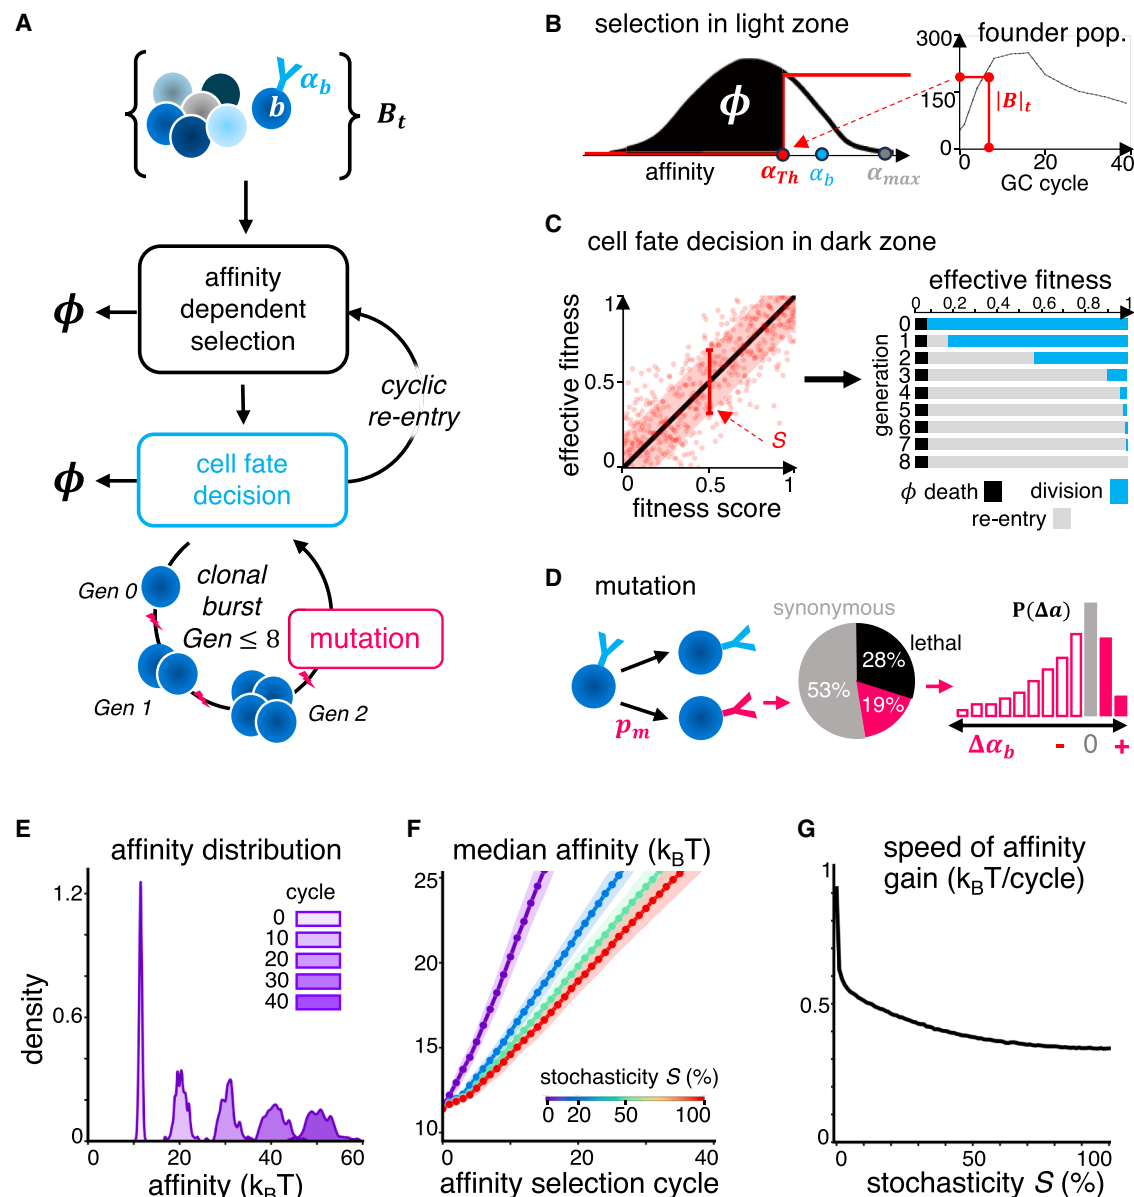 A
α_b
b
B_t
affinity
dependent
selection
ϕ
cyclic
re-entry
cell fate
decision
ϕ
clonal
burst
Gen ≤ 8
Gen 0
mutation
Gen 1
Gen 2
B
selection in light zone
ϕ
affinity
α_Th
α_b
α_max
founder pop.
300
150
0
|B|_t
0
20
40
GC cycle
C
cell fate decision in dark zone
effective fitness
1
0.5
0
S
0
0.5
1
fitness score
effective fitness
0
0.2
0.4
0.6
0.8
1
generation
0
1
2
3
4
5
6
7
8
ϕ death
division
re-entry
D
mutation
p_m
synonymous
lethal
28%
53%
19%
P(Δa)
Δα_b
-
0
+
E
affinity distribution
cycle
0
10
20
30
40
density
1.2
0.6
0
0
20
40
60
affinity (k_BT)
F
median affinity (k_BT)
25
20
15
10
stochasticity S (%)
0
20
50
100
0
20
40
affinity selection cycle
G
speed of affinity
gain (k_BT/cycle)
1
0.5
0
0
50
100
stochasticity S (%)